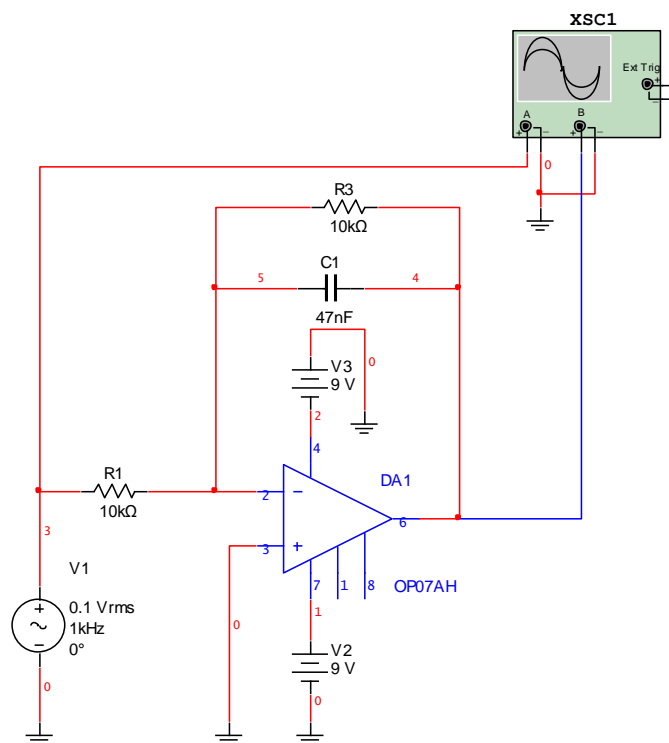 XSC1
Ext Trig
+
−
A
B
+
−
+
−
0
R3
10kΩ
C1
5
4
47nF
V3
9 V
0
2
4
DA1
R1
10kΩ
2
−
6
3
+
3
OP07AH
7
1
8
V1
1
+
0.1 Vrms
1kHz
0°
−
0
V2
9 V
0
0